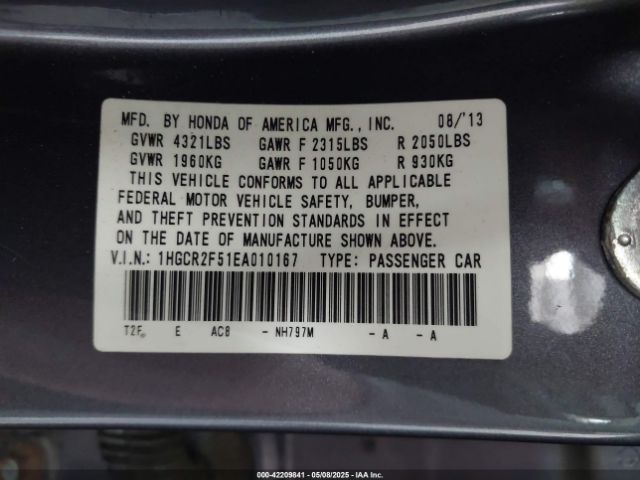 MFD. BY HONDA OF AMERICA MFG., INC. 08/'13
GVWR 4321LBS GAWR F 2315LBS R 2050LBS
GVWR 1960KG GAWR F 1050KG R 930KG
THIS VEHICLE CONFORMS TO ALL APPLICABLE
FEDERAL MOTOR VEHICLE SAFETY, BUMPER,
AND THEFT PREVENTION STANDARDS IN EFFECT
ON THE DATE OF MANUFACTURE SHOWN ABOVE.
V.I.N.: 1HGCR2F51EA010167 TYPE: PASSENGER CAR
T2F E AC8 - NH797M - A - A
000-42209841 - 05/08/2025 - IAA Inc.